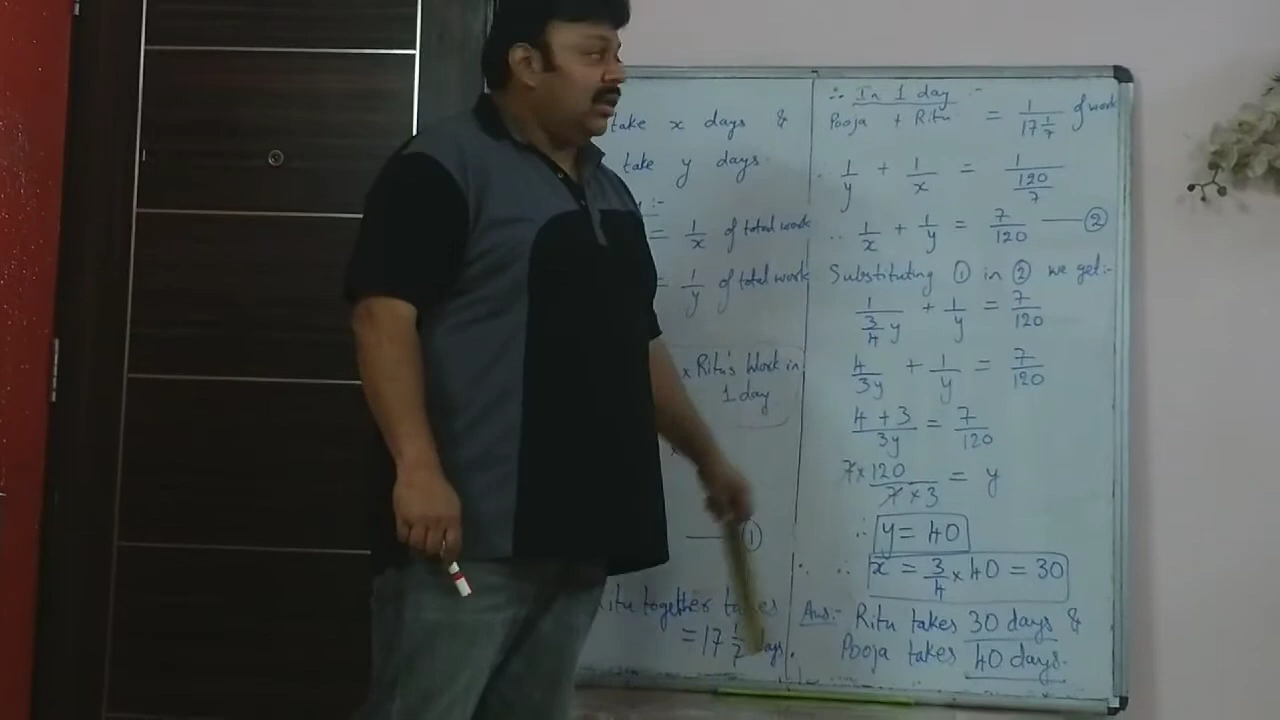 take x days &
take y days.
:-
= 1/x of total work
= 1/y of total work
x Ritu's Work in
1 day
x
—— ①
Ritu together takes
= 17 1/7 days.
∴ In 1 day :-
Pooja + Ritu = 1/(17 1/7) of work
∴ 1/y + 1/x = 1/(120/7)
∴ 1/x + 1/y = 7/120 —— ②
Substituting ① in ② we get:-
1/(3/4 y) + 1/y = 7/120
4/3y + 1/y = 7/120
(4 + 3)/3y = 7/120
7 x 120/(7 x 3) = y
∴ y = 40
∴ x = 3/4 x 40 = 30
Ans:- Ritu takes 30 days &
Pooja takes 40 days.